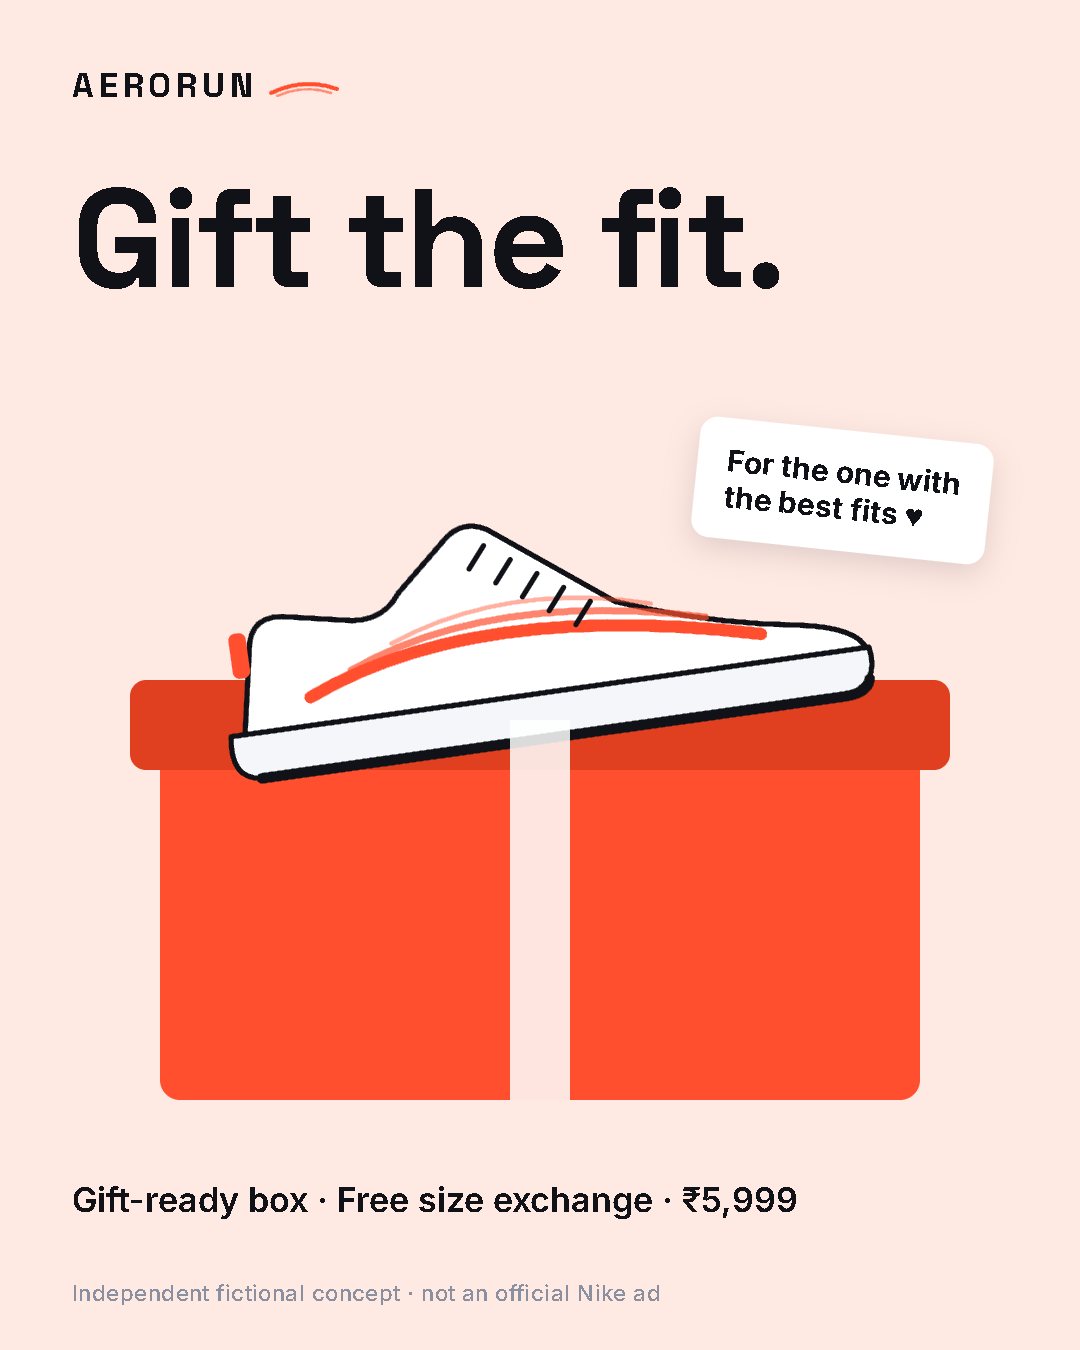 AERORUN
Gift the fit.
For the one with
the best fits ♥
Gift-ready box · Free size exchange · ₹5,999
Independent fictional concept · not an official Nike ad